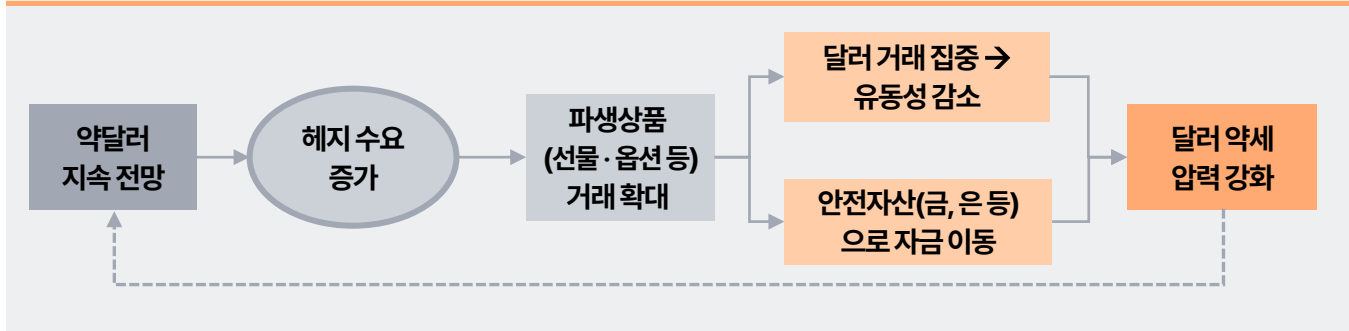 약달러
지속 전망
헤지 수요
증가
파생상품
(선물 · 옵션 등)
거래 확대
달러 거래 집중 →
유동성 감소
안전자산(금, 은 등)
으로 자금 이동
달러 약세
압력 강화